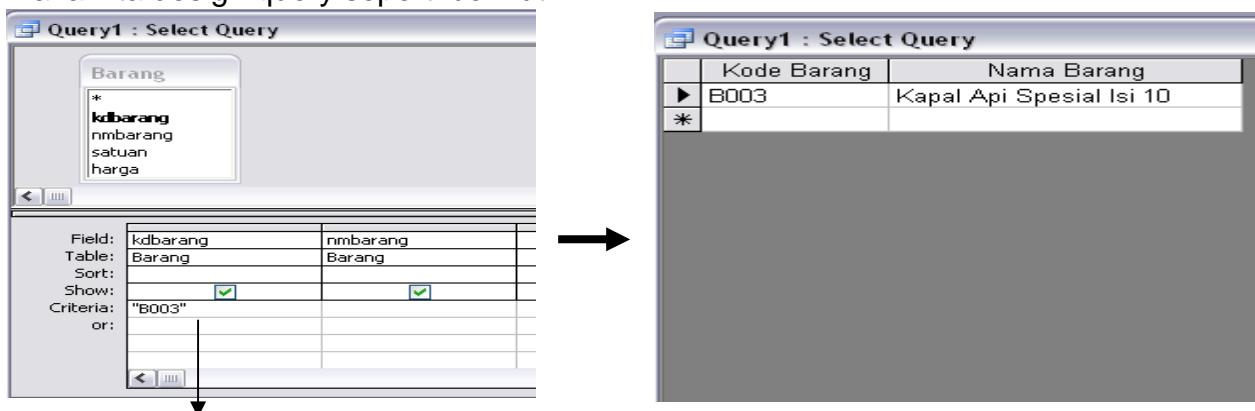 Query1 : Select Query
Barang
*
kdbarang
nmbarang
satuan
harga
Field: kdbarang nmbarang
Table: Barang Barang
Sort:
Show:
Criteria: "B003"
or:
Query1 : Select Query
Kode Barang Nama Barang
B003 Kapal Api Spesial Isi 10